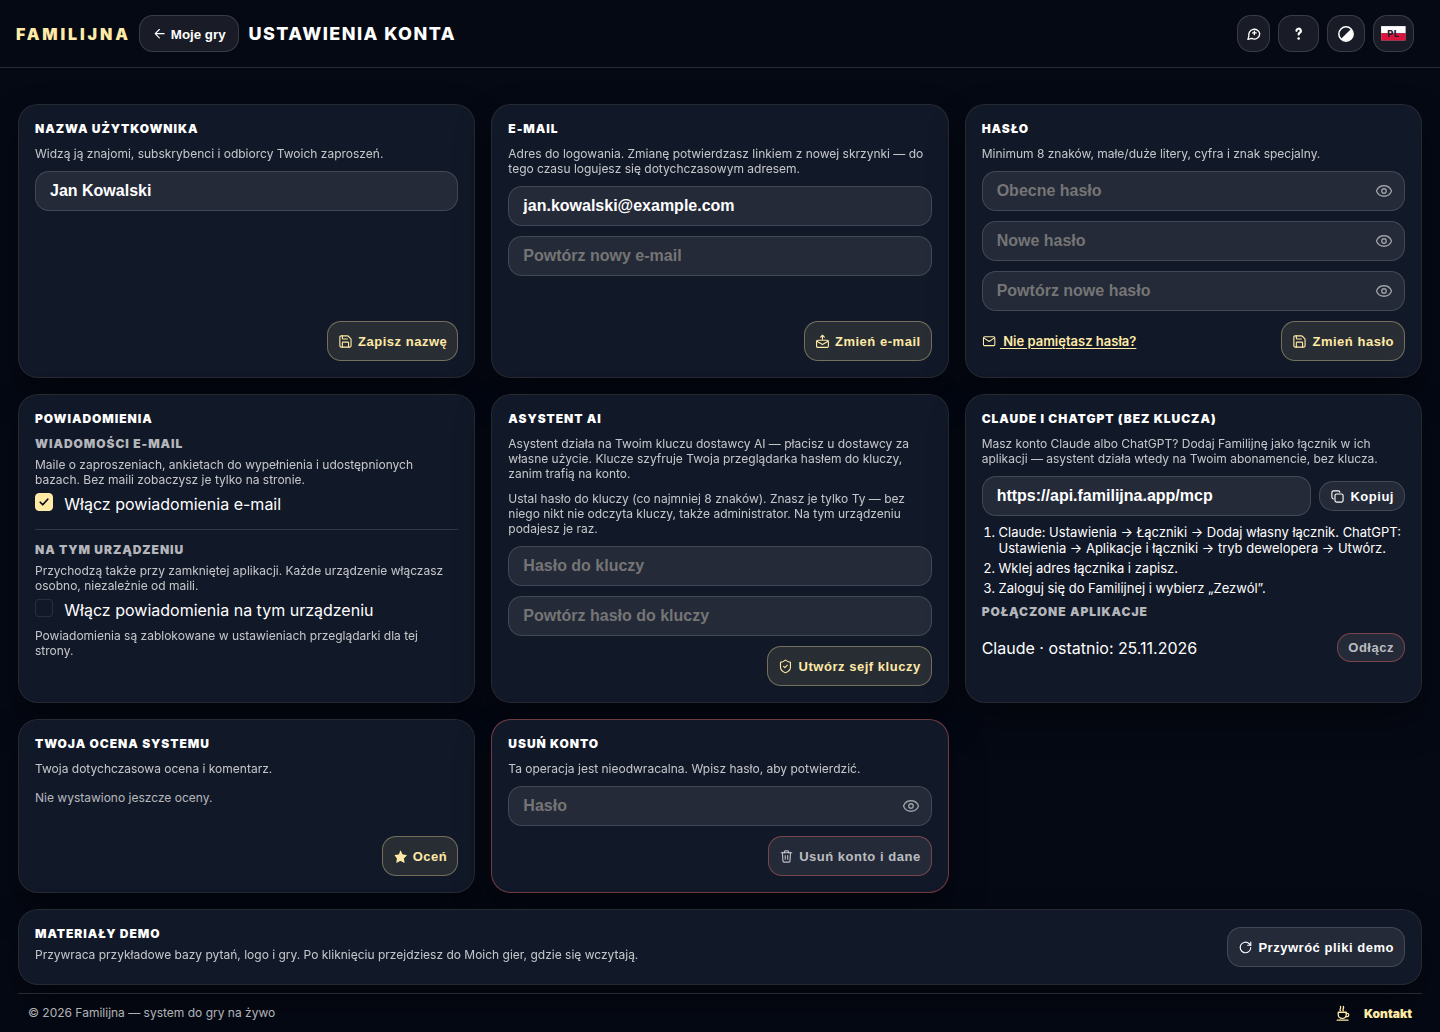 FAMILIJNA
Moje gry
USTAWIENIA KONTA
?
PL
NAZWA UŻYTKOWNIKA
Widzą ją znajomi, subskrybenci i odbiorcy Twoich zaproszeń.
Jan Kowalski
Zapisz nazwę
E-MAIL
Adres do logowania. Zmianę potwierdzasz linkiem z nowej skrzynki — do
tego czasu logujesz się dotychczasowym adresem.
jan.kowalski@example.com
Powtórz nowy e-mail
Zmień e-mail
HASŁO
Minimum 8 znaków, małe/duże litery, cyfra i znak specjalny.
Obecne hasło
Nowe hasło
Powtórz nowe hasło
Nie pamiętasz hasła?
Zmień hasło
POWIADOMIENIA
WIADOMOŚCI E-MAIL
Maile o zaproszeniach, ankietach do wypełnienia i udostępnionych
bazach. Bez maili zobaczysz je tylko na stronie.
Włącz powiadomienia e-mail
NA TYM URZĄDZENIU
Przychodzą także przy zamkniętej aplikacji. Każde urządzenie włączasz
osobno, niezależnie od maili.
Włącz powiadomienia na tym urządzeniu
Powiadomienia są zablokowane w ustawieniach przeglądarki dla tej
strony.
ASYSTENT AI
Asystent działa na Twoim kluczu dostawcy AI — płacisz u dostawcy za
własne użycie. Klucze szyfruje Twoja przeglądarka hasłem do kluczy,
zanim trafią na konto.
Ustal hasło do kluczy (co najmniej 8 znaków). Znasz je tylko Ty — bez
niego nikt nie odczyta kluczy, także administrator. Na tym urządzeniu
podajesz je raz.
Hasło do kluczy
Powtórz hasło do kluczy
Utwórz sejf kluczy
CLAUDE I CHATGPT (BEZ KLUCZA)
Masz konto Claude albo ChatGPT? Dodaj Familijnę jako łącznik w ich
aplikacji — asystent działa wtedy na Twoim abonamencie, bez klucza.
https://api.familijna.app/mcp
Kopiuj
1. Claude: Ustawienia → Łączniki → Dodaj własny łącznik. ChatGPT:
Ustawienia → Aplikacje i łączniki → tryb dewelopera → Utwórz.
2. Wklej adres łącznika i zapisz.
3. Zaloguj się do Familijnej i wybierz „Zezwól”.
POŁĄCZONE APLIKACJE
Claude · ostatnio: 25.11.2026
Odłącz
TWOJA OCENA SYSTEMU
Twoja dotychczasowa ocena i komentarz.
Nie wystawiono jeszcze oceny.
Oceń
USUŃ KONTO
Ta operacja jest nieodwracalna. Wpisz hasło, aby potwierdzić.
Hasło
Usuń konto i dane
MATERIAŁY DEMO
Przywraca przykładowe bazy pytań, logo i gry. Po kliknięciu przejdziesz do Moich gier, gdzie się wczytają.
Przywróć pliki demo
© 2026 Familijna — system do gry na żywo
Kontakt